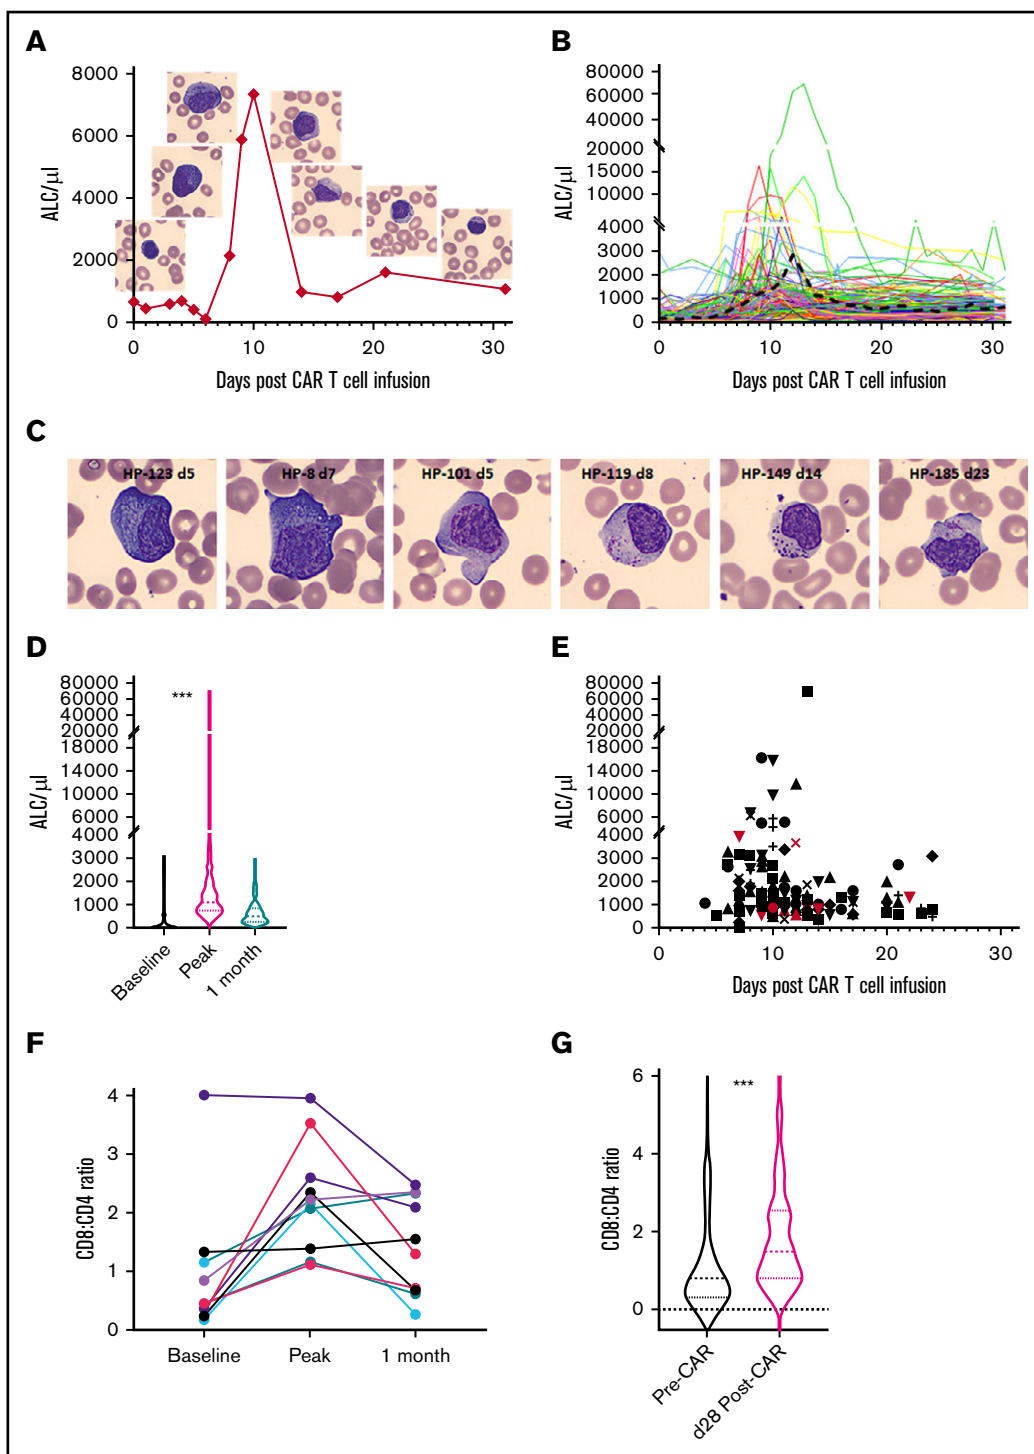 A
8000
6000
4000
2000
0
ALC/μl
0 10 20 30
Days post CAR T cell infusion
B
80000
60000
40000
20000
15000
10000
4000
3000
2000
1000
0
ALC/μl
0 10 20 30
Days post CAR T cell infusion
C
HP-123 d5 HP-8 d7 HP-101 d5 HP-119 d8 HP-149 d14 HP-185 d23
D
80000
60000
40000
20000
18000
14000
10000
6000
4000
3000
2000
1000
0
ALC/μl
***
Baseline Peak 1 month
E
80000
60000
40000
20000
18000
14000
10000
6000
4000
3000
2000
1000
0
ALC/μl
0 10 20 30
Days post CAR T cell infusion
F
4
3
2
1
0
CD8:CD4 ratio
Baseline Peak 1 month
G
6
4
2
0
CD8:CD4 ratio
***
Pre-CAR d28 Post-CAR